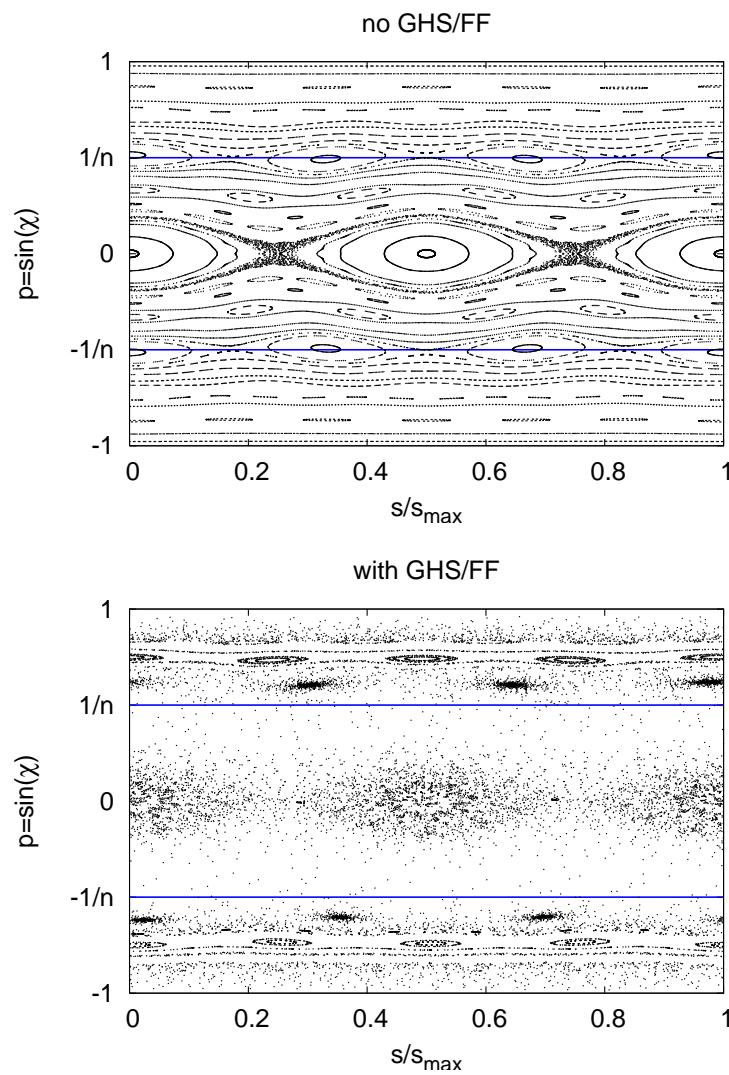 no GHS/FF
1
1/n
0
-1/n
-1
p=sin(χ)
0 0.2 0.4 0.6 0.8 1
s/smax
with GHS/FF
1
1/n
0
-1/n
-1
p=sin(χ)
0 0.2 0.4 0.6 0.8 1
s/smax